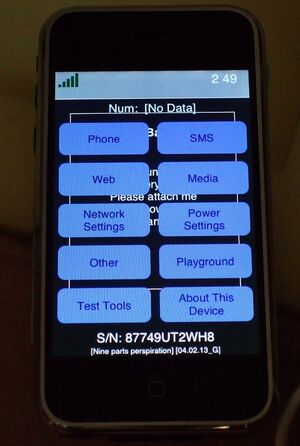 2 49
Num: [No Data]
Ba
Phone
SMS
Web
Media
Please attach me
Network
Settings
Power
Settings
Other
Playground
Test Tools
About This
Device
S/N: 87749UT2WH8
[Nine parts perspiration] [04.02.13_G]